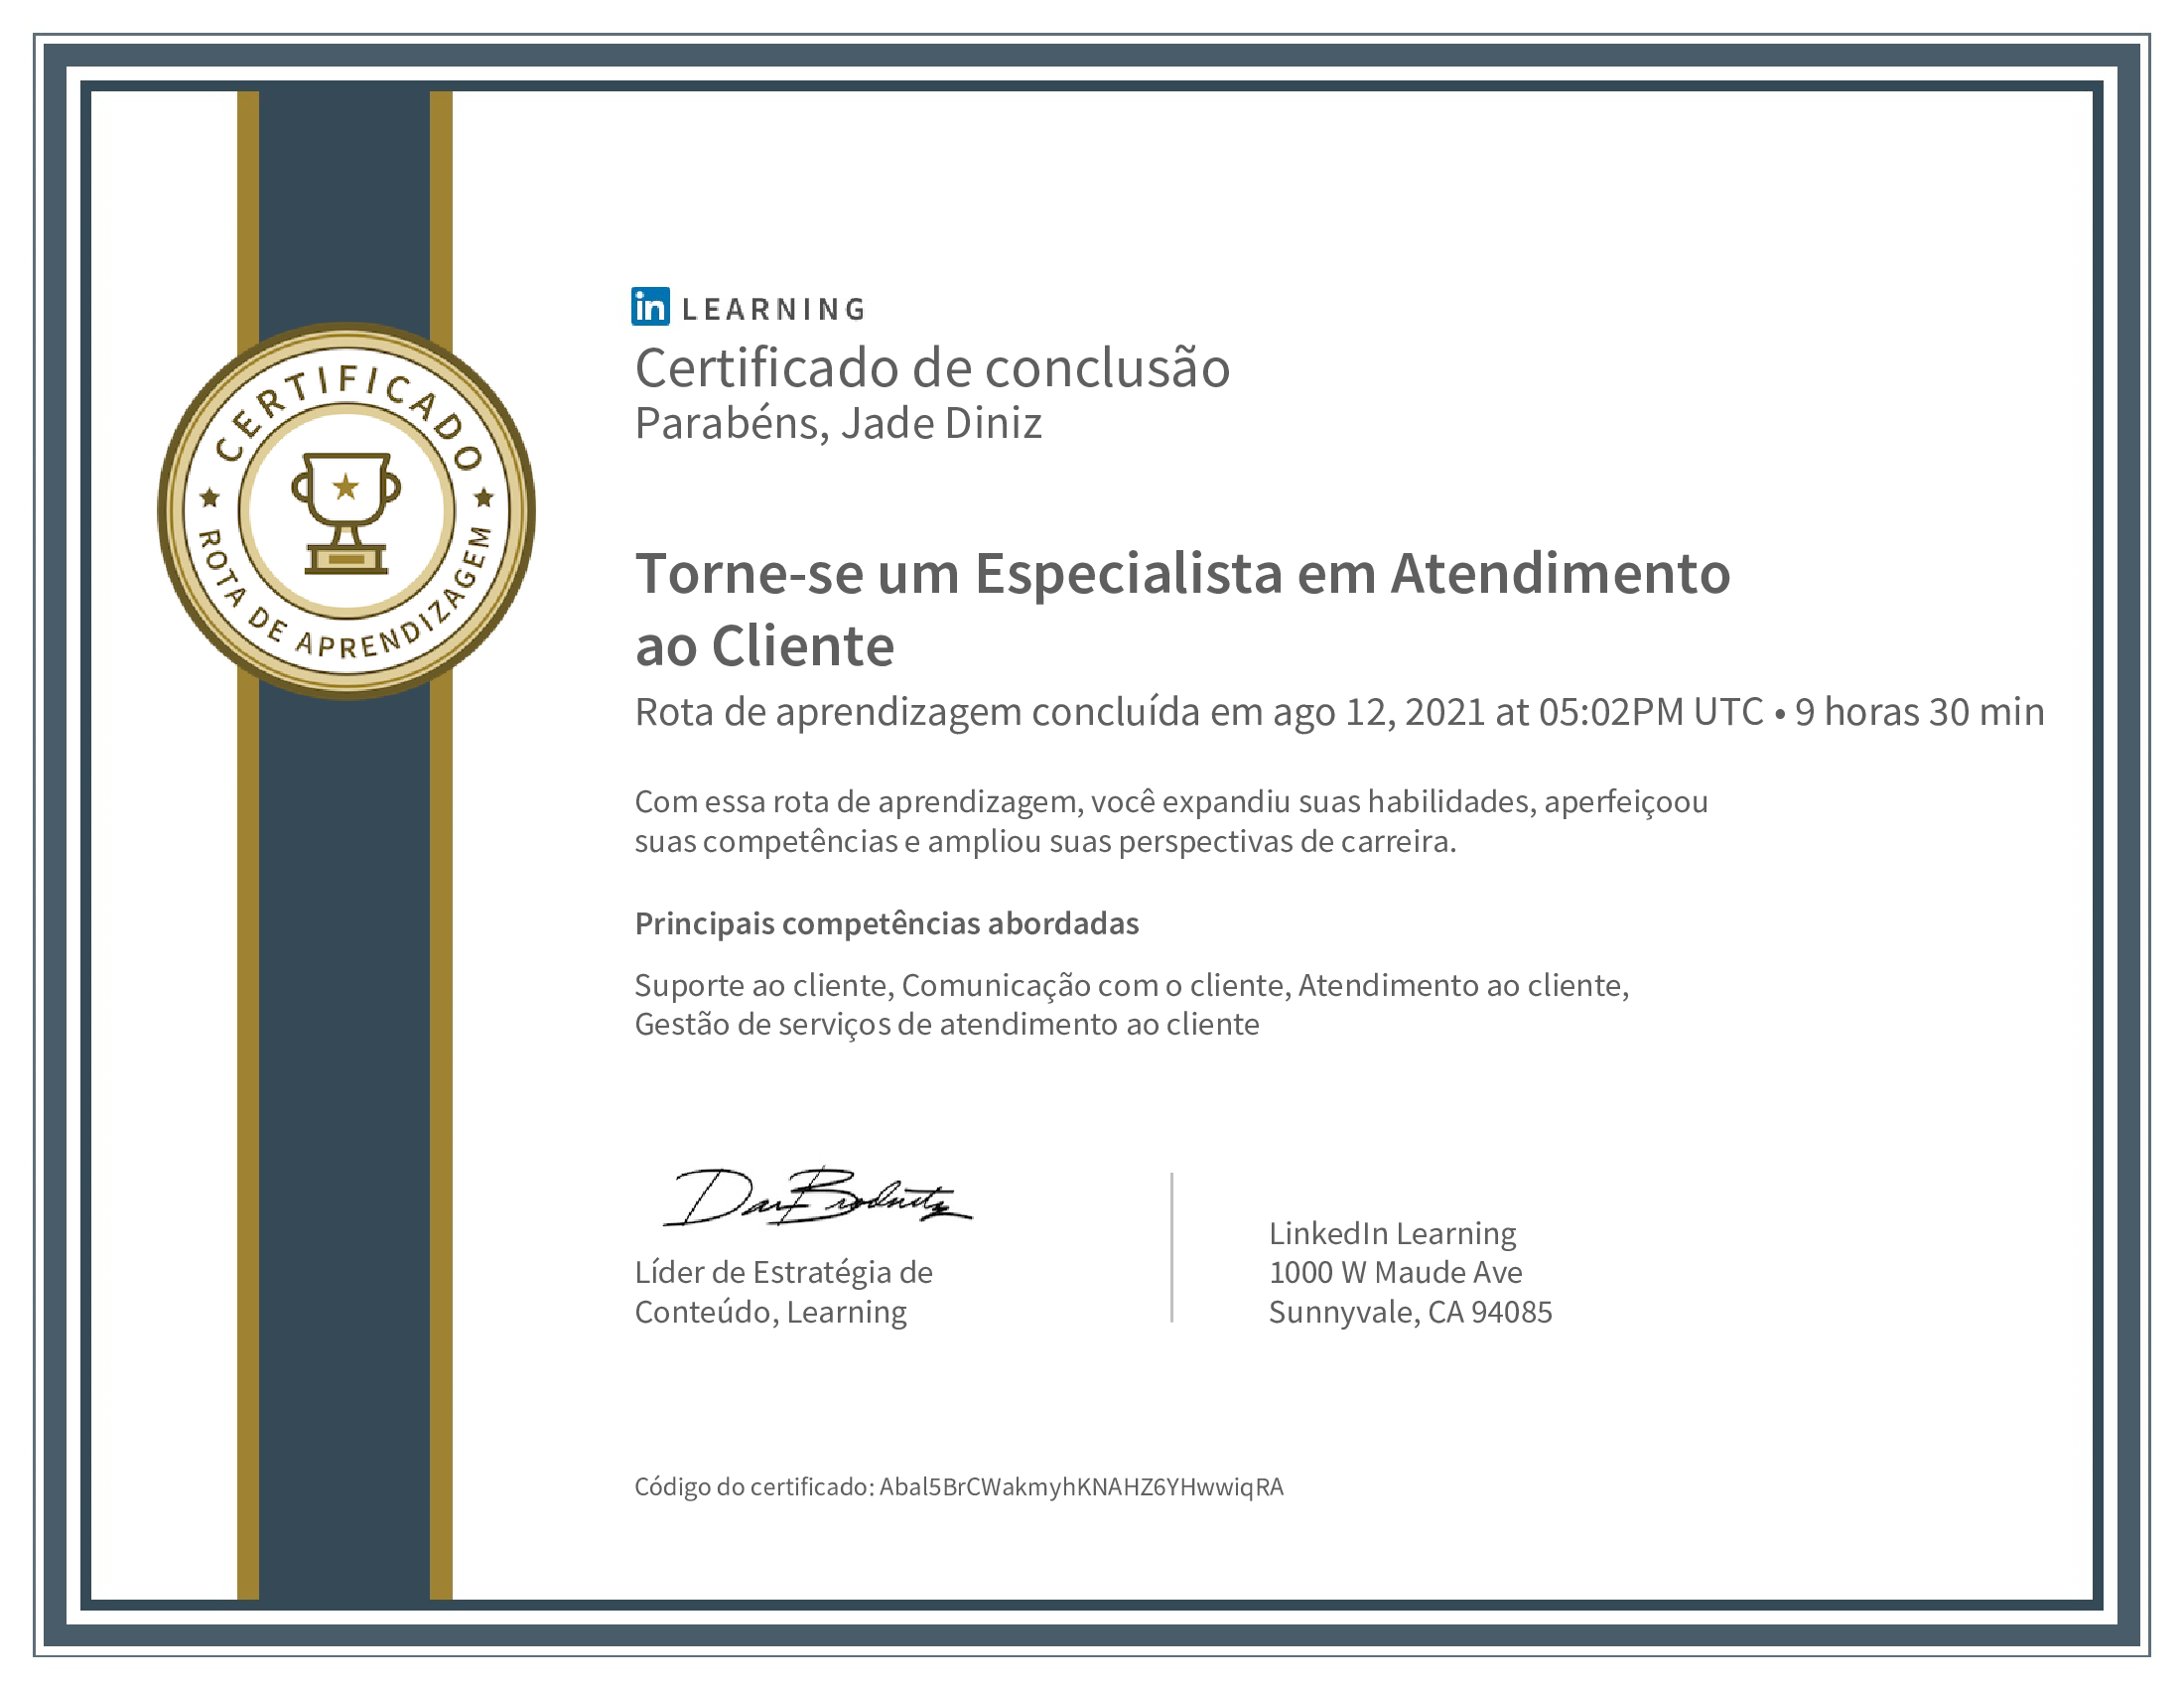 CERTIFICADO
ROTA DE APRENDIZAGEM
in LEARNING
Certificado de conclusão
Parabéns, Jade Diniz
Torne-se um Especialista em Atendimento
ao Cliente
Rota de aprendizagem concluída em ago 12, 2021 at 05:02PM UTC • 9 horas 30 min
Com essa rota de aprendizagem, você expandiu suas habilidades, aperfeiçoou
suas competências e ampliou suas perspectivas de carreira.
Principais competências abordadas
Suporte ao cliente, Comunicação com o cliente, Atendimento ao cliente,
Gestão de serviços de atendimento ao cliente
Dan Brodnitz
Líder de Estratégia de
Conteúdo, Learning
LinkedIn Learning
1000 W Maude Ave
Sunnyvale, CA 94085
Código do certificado: Abal5BrCWakmyhKNAHZ6YHwwiqRA